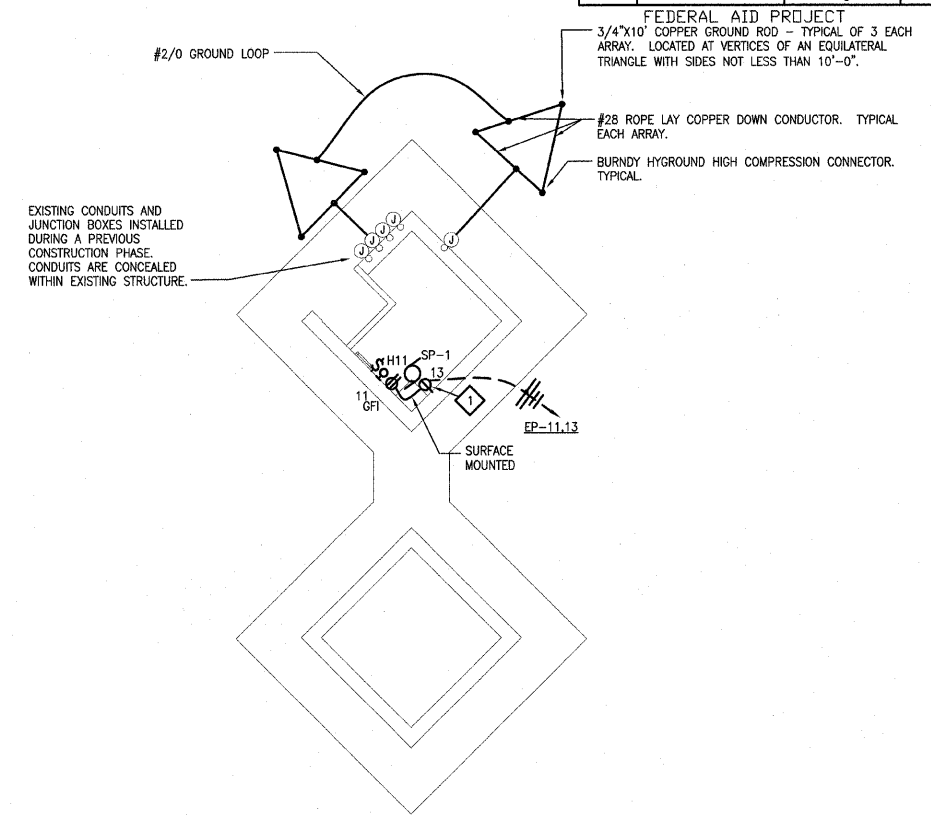 FEDERAL AID PROJECT
3/4"X10' COPPER GROUND ROD – TYPICAL OF 3 EACH
ARRAY. LOCATED AT VERTICES OF AN EQUILATERAL
TRIANGLE WITH SIDES NOT LESS THAN 10'-0".
#2/0 GROUND LOOP
#28 ROPE LAY COPPER DOWN CONDUCTOR. TYPICAL
EACH ARRAY.
BURNDY HYGROUND HIGH COMPRESSION CONNECTOR.
TYPICAL.
EXISTING CONDUITS AND
JUNCTION BOXES INSTALLED
DURING A PREVIOUS
CONSTRUCTION PHASE.
CONDUITS ARE CONCEALED
WITHIN EXISTING STRUCTURE.
J
J
J
J
J
H11
SP-1
13
11
GFI
1
EP-11,13
SURFACE
MOUNTED